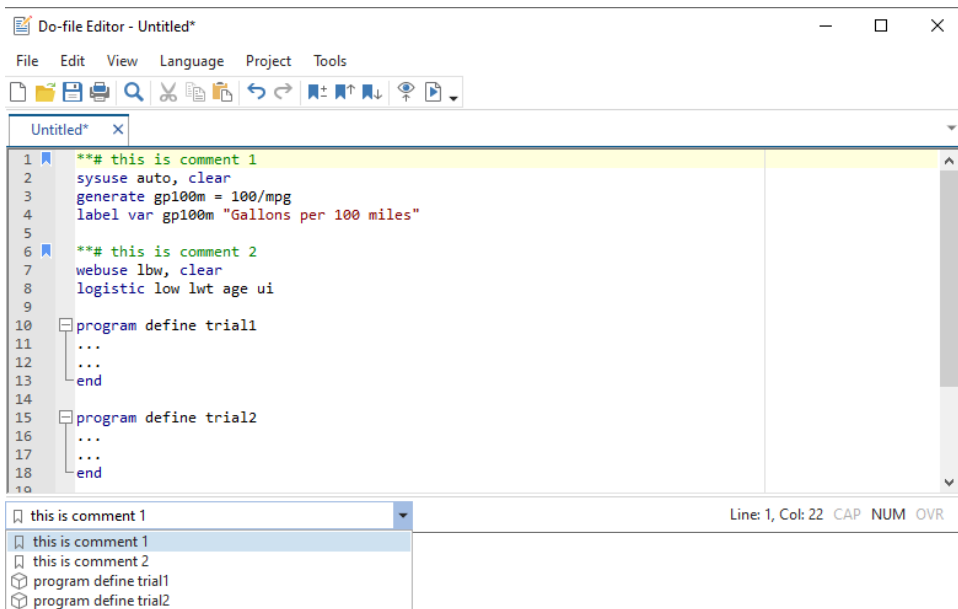 Do-file Editor - Untitled*
File Edit View Language Project Tools
Untitled*
1 **# this is comment 1
2 sysuse auto, clear
3 generate gp100m = 100/mpg
4 label var gp100m "Gallons per 100 miles"
5
6 **# this is comment 2
7 webuse lbw, clear
8 logistic low lwt age ui
9
10 program define trial1
11 ...
12 ...
13 end
14
15 program define trial2
16 ...
17 ...
18 end
19
this is comment 1 Line: 1, Col: 22 CAP NUM OVR
this is comment 1
this is comment 2
program define trial1
program define trial2